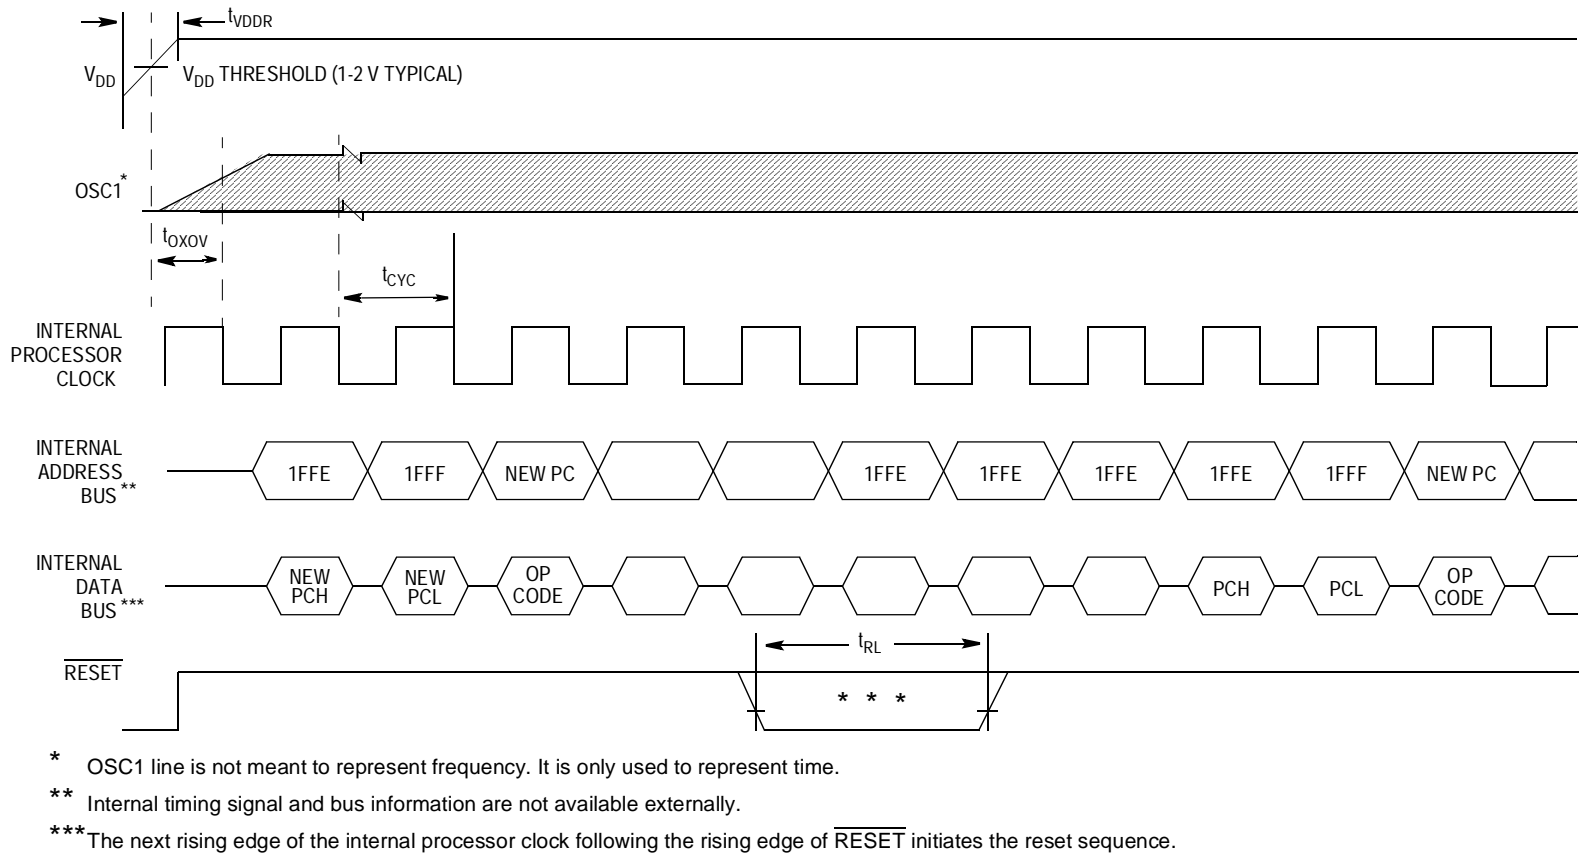 tVDDR
VDD
VDD THRESHOLD (1-2 V TYPICAL)
OSC1*
tOXOV
tCYC
INTERNAL
PROCESSOR
CLOCK
INTERNAL
ADDRESS
BUS**
1FFE
1FFF
NEW PC
1FFE
1FFE
1FFE
1FFE
1FFF
NEW PC
INTERNAL
DATA
BUS***
NEW
PCH
NEW
PCL
OP
CODE
PCH
PCL
OP
CODE
tRL
RESET
* * *
* OSC1 line is not meant to represent frequency. It is only used to represent time.
** Internal timing signal and bus information are not available externally.
*** The next rising edge of the internal processor clock following the rising edge of RESET initiates the reset sequence.